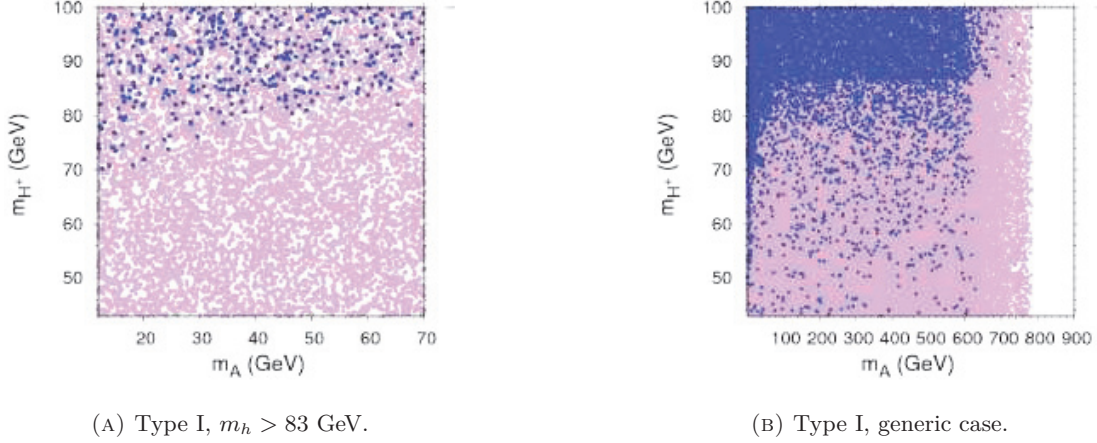 100
90
80
70
60
50
m_H+ (GeV)
20 30 40 50 60 70
m_A (GeV)
(A) Type I, m_h > 83 GeV.
100
90
80
70
60
50
m_H+ (GeV)
100 200 300 400 500 600 700 800 900
m_A (GeV)
(B) Type I, generic case.